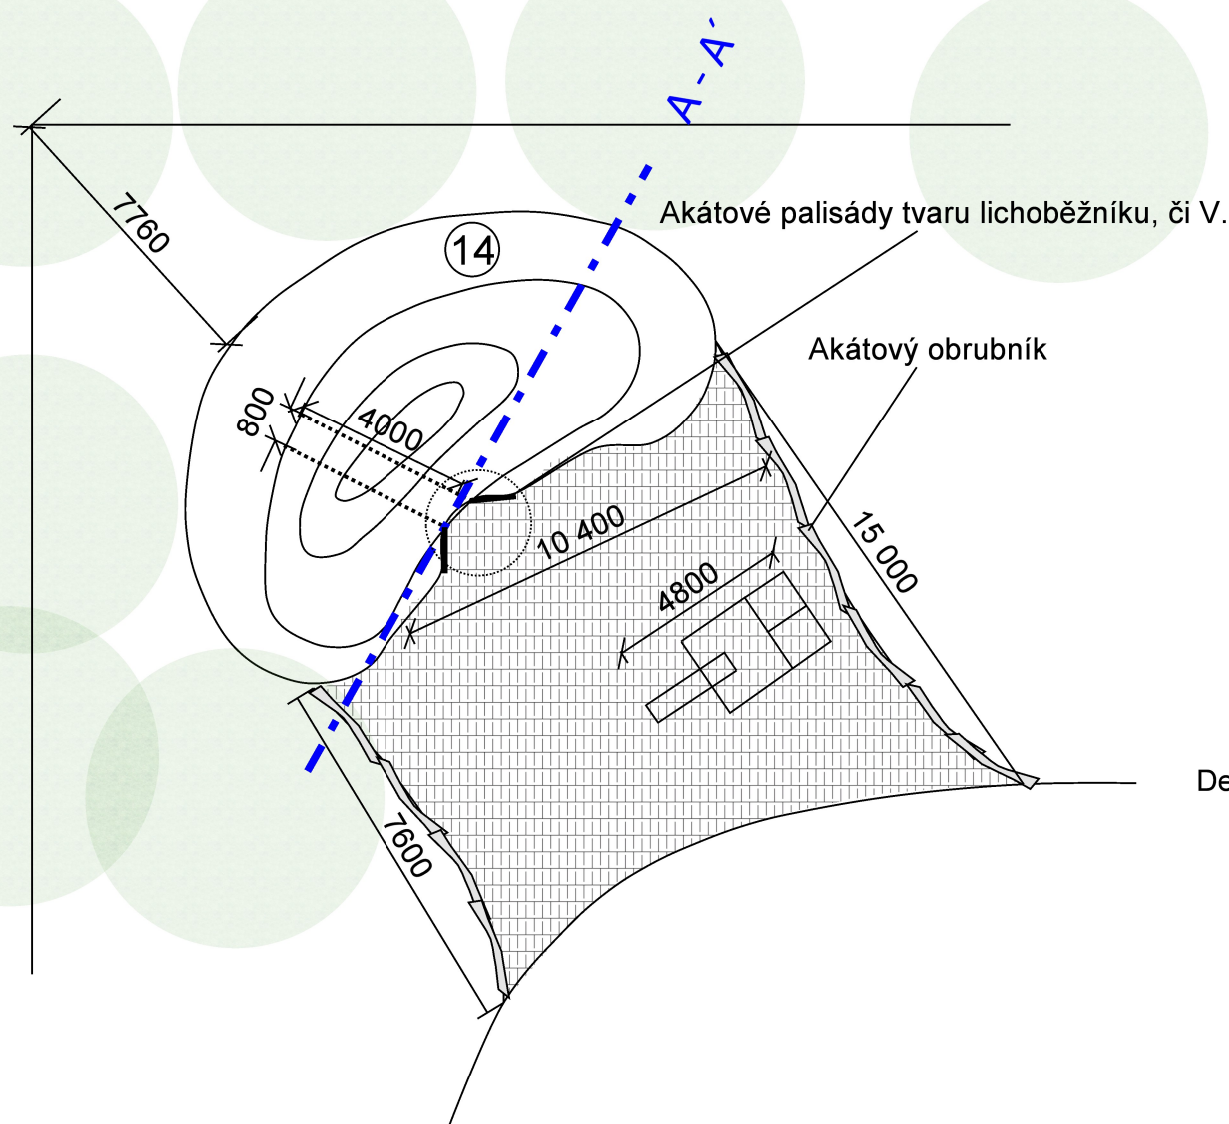 A - A´
7760
Akátové palisády tvaru lichoběžníku, či V.
14
Akátový obrubník
800
4000
10 400
15 000
4800
De
7600